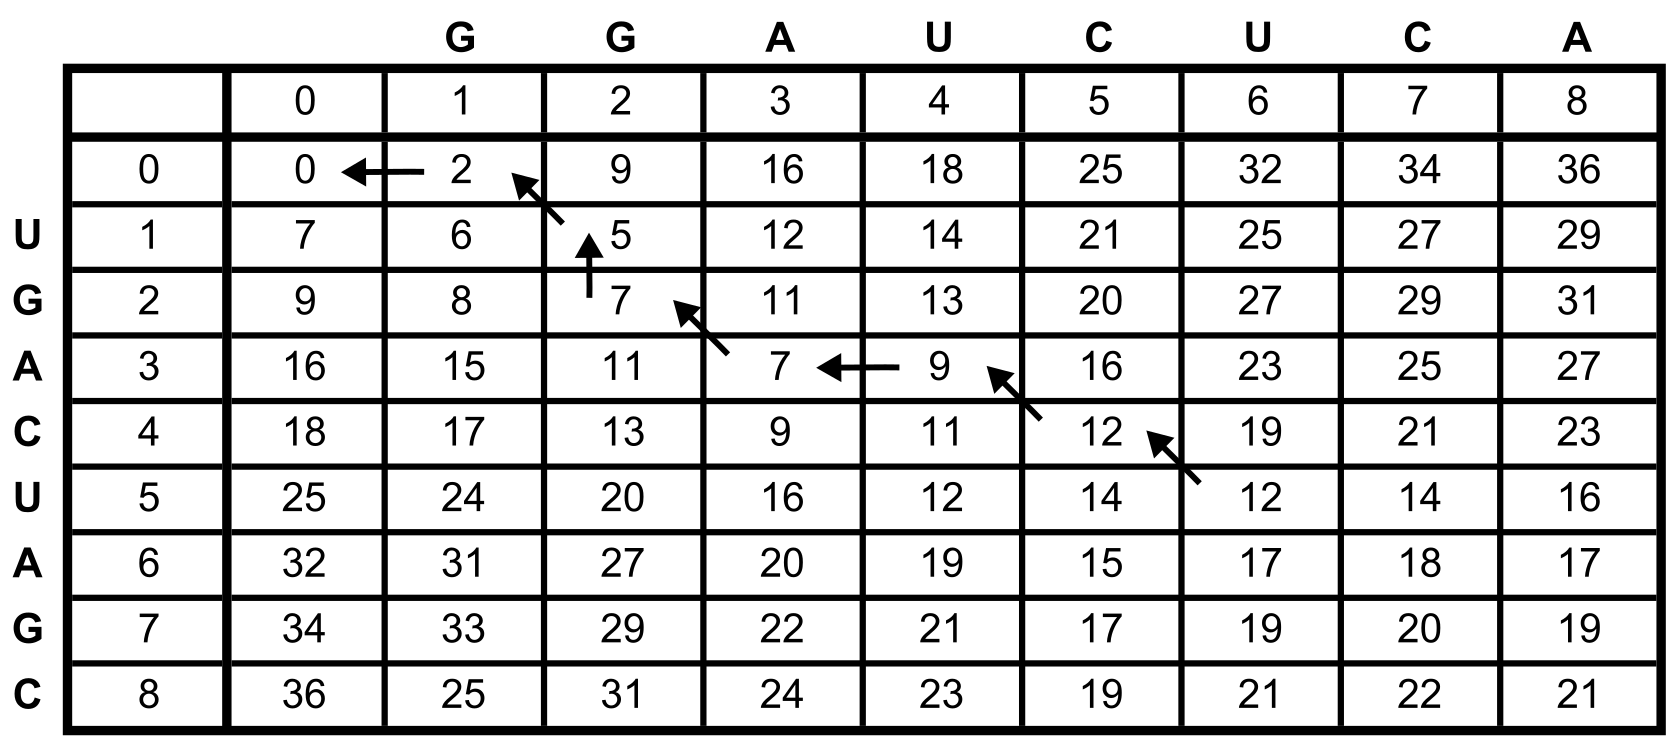 G G A U C U C A
0 1 2 3 4 5 6 7 8
0 0 2 9 16 18 25 32 34 36
U 1 7 6 5 12 14 21 25 27 29
G 2 9 8 7 11 13 20 27 29 31
A 3 16 15 11 7 9 16 23 25 27
C 4 18 17 13 9 11 12 19 21 23
U 5 25 24 20 16 12 14 12 14 16
A 6 32 31 27 20 19 15 17 18 17
G 7 34 33 29 22 21 17 19 20 19
C 8 36 25 31 24 23 19 21 22 21